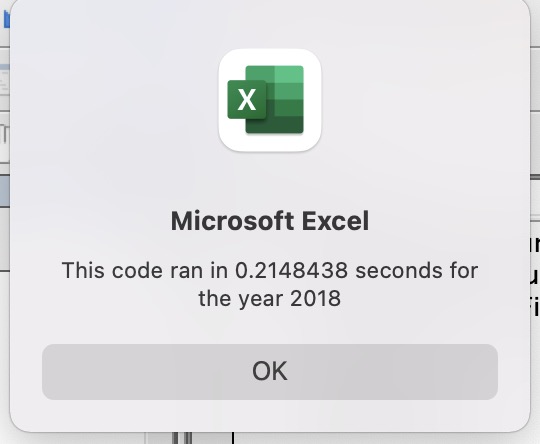 X
Microsoft Excel
This code ran in 0.2148438 seconds for
the year 2018
OK